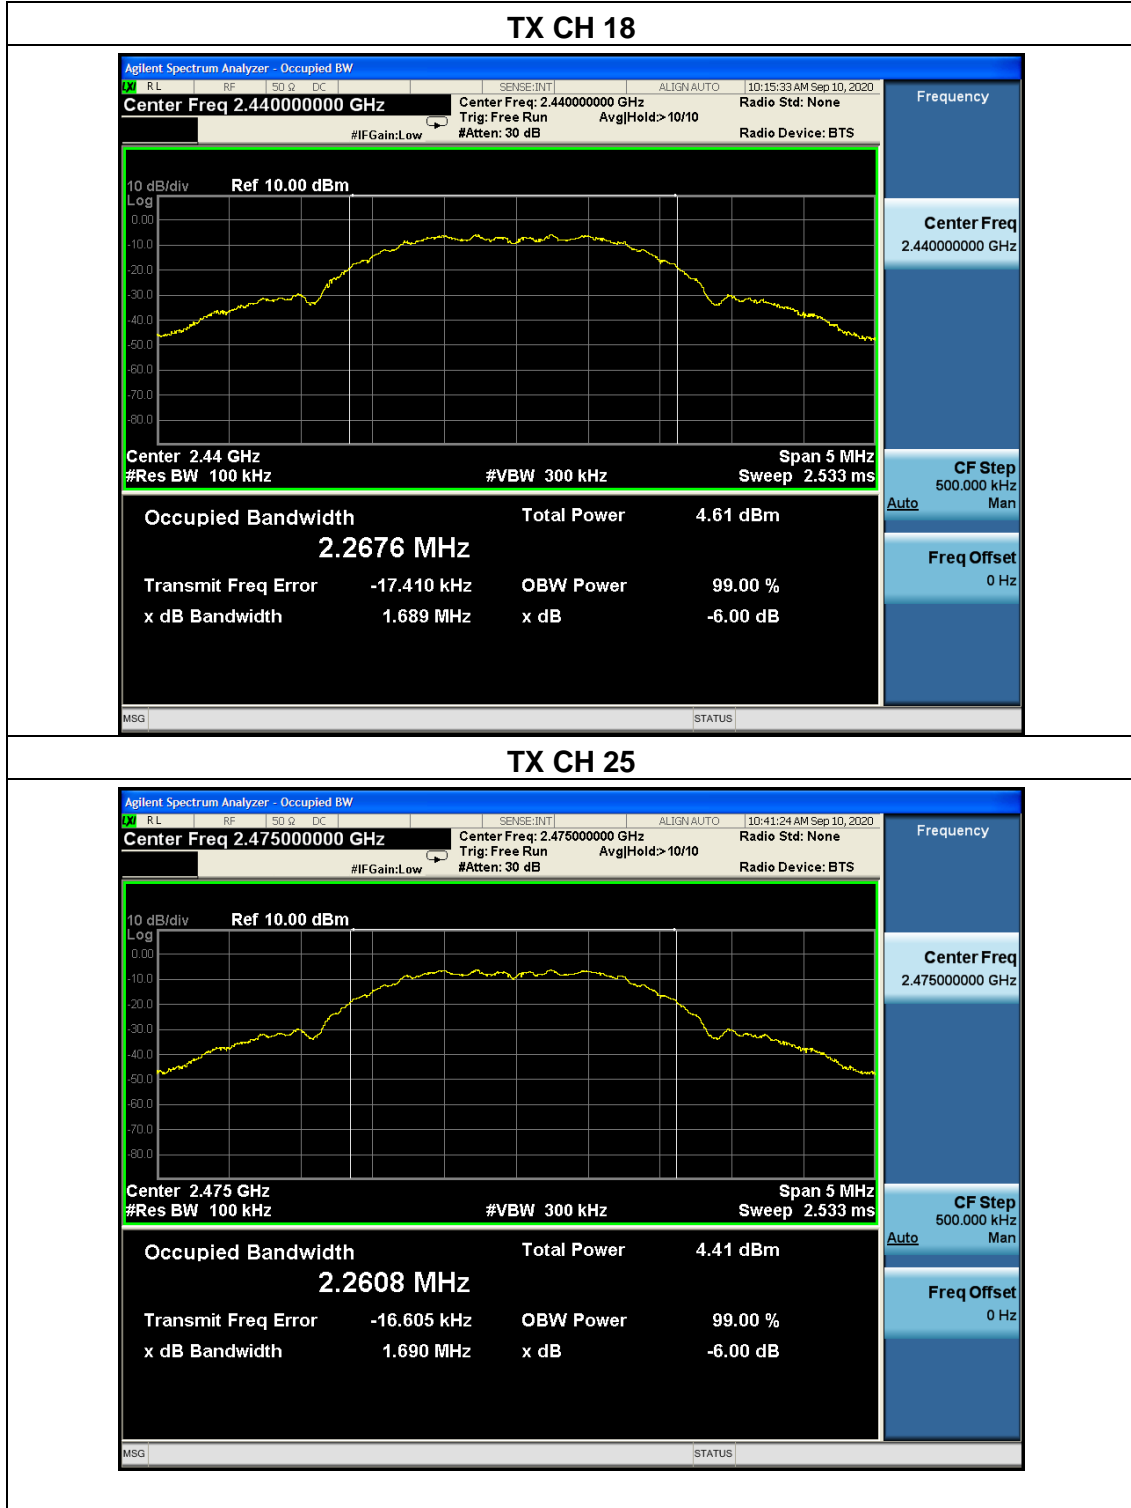 TX CH 18
Agilent Spectrum Analyzer - Occupied BW
LXI RL RF 50 Ω DC SENSE:INT ALIGN AUTO 10:15:33 AM Sep 10, 2020
Center Freq 2.440000000 GHz
Center Freq: 2.440000000 GHz Radio Std: None
Trig: Free Run Avg|Hold:> 10/10
#IFGain:Low #Atten: 30 dB Radio Device: BTS
10 dB/div Ref 10.00 dBm
Log
0.00
-10.0
-20.0
-30.0
-40.0
-50.0
-60.0
-70.0
-80.0
Center 2.44 GHz Span 5 MHz
#Res BW 100 kHz #VBW 300 kHz Sweep 2.533 ms
Occupied Bandwidth Total Power 4.61 dBm
2.2676 MHz
Transmit Freq Error -17.410 kHz OBW Power 99.00 %
x dB Bandwidth 1.689 MHz x dB -6.00 dB
MSG STATUS
Frequency
Center Freq
2.440000000 GHz
CF Step
500.000 kHz
Auto Man
Freq Offset
0 Hz
TX CH 25
Agilent Spectrum Analyzer - Occupied BW
LXI RL RF 50 Ω DC SENSE:INT ALIGN AUTO 10:41:24 AM Sep 10, 2020
Center Freq 2.475000000 GHz
Center Freq: 2.475000000 GHz Radio Std: None
Trig: Free Run Avg|Hold:> 10/10
#IFGain:Low #Atten: 30 dB Radio Device: BTS
10 dB/div Ref 10.00 dBm
Log
0.00
-10.0
-20.0
-30.0
-40.0
-50.0
-60.0
-70.0
-80.0
Center 2.475 GHz Span 5 MHz
#Res BW 100 kHz #VBW 300 kHz Sweep 2.533 ms
Occupied Bandwidth Total Power 4.41 dBm
2.2608 MHz
Transmit Freq Error -16.605 kHz OBW Power 99.00 %
x dB Bandwidth 1.690 MHz x dB -6.00 dB
MSG STATUS
Frequency
Center Freq
2.475000000 GHz
CF Step
500.000 kHz
Auto Man
Freq Offset
0 Hz